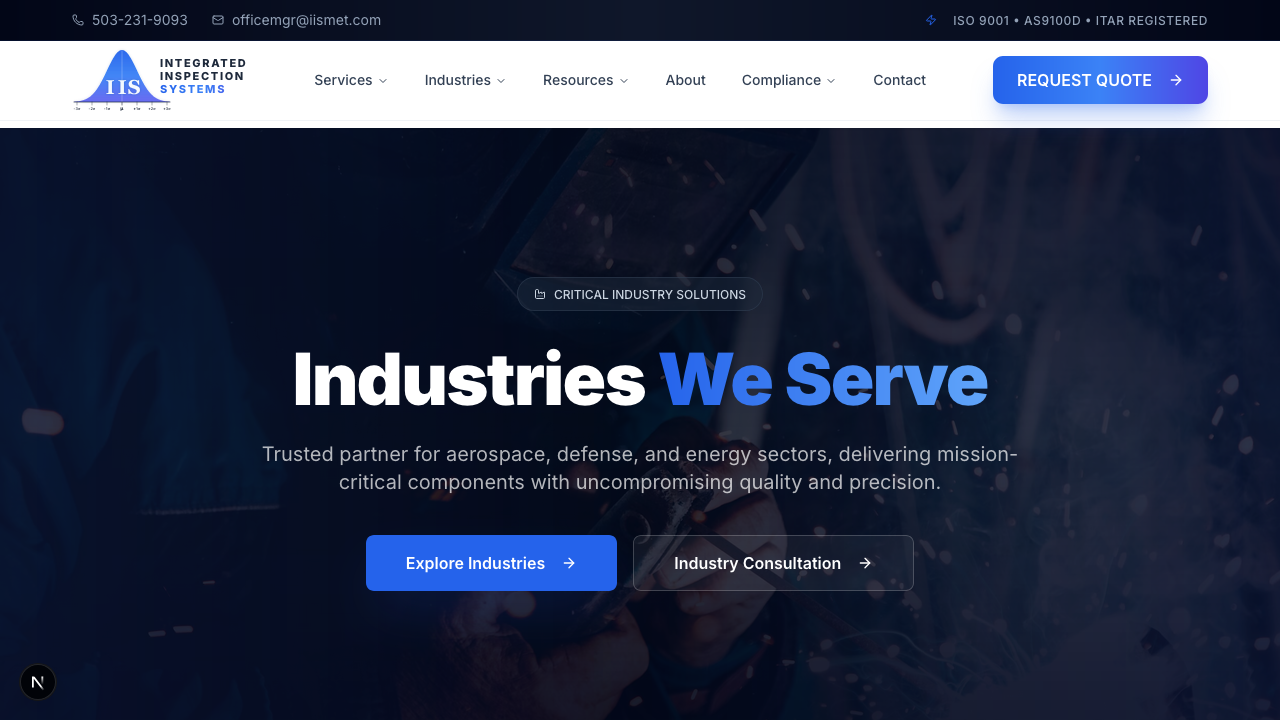 503-231-9093
officemgr@iismet.com
ISO 9001 • AS9100D • ITAR REGISTERED
IIS
INTEGRATED
INSPECTION
SYSTEMS
Services
Industries
Resources
About
Compliance
Contact
REQUEST QUOTE
CRITICAL INDUSTRY SOLUTIONS
Industries We Serve
Trusted partner for aerospace, defense, and energy sectors, delivering mission-
critical components with uncompromising quality and precision.
Explore Industries
Industry Consultation
N